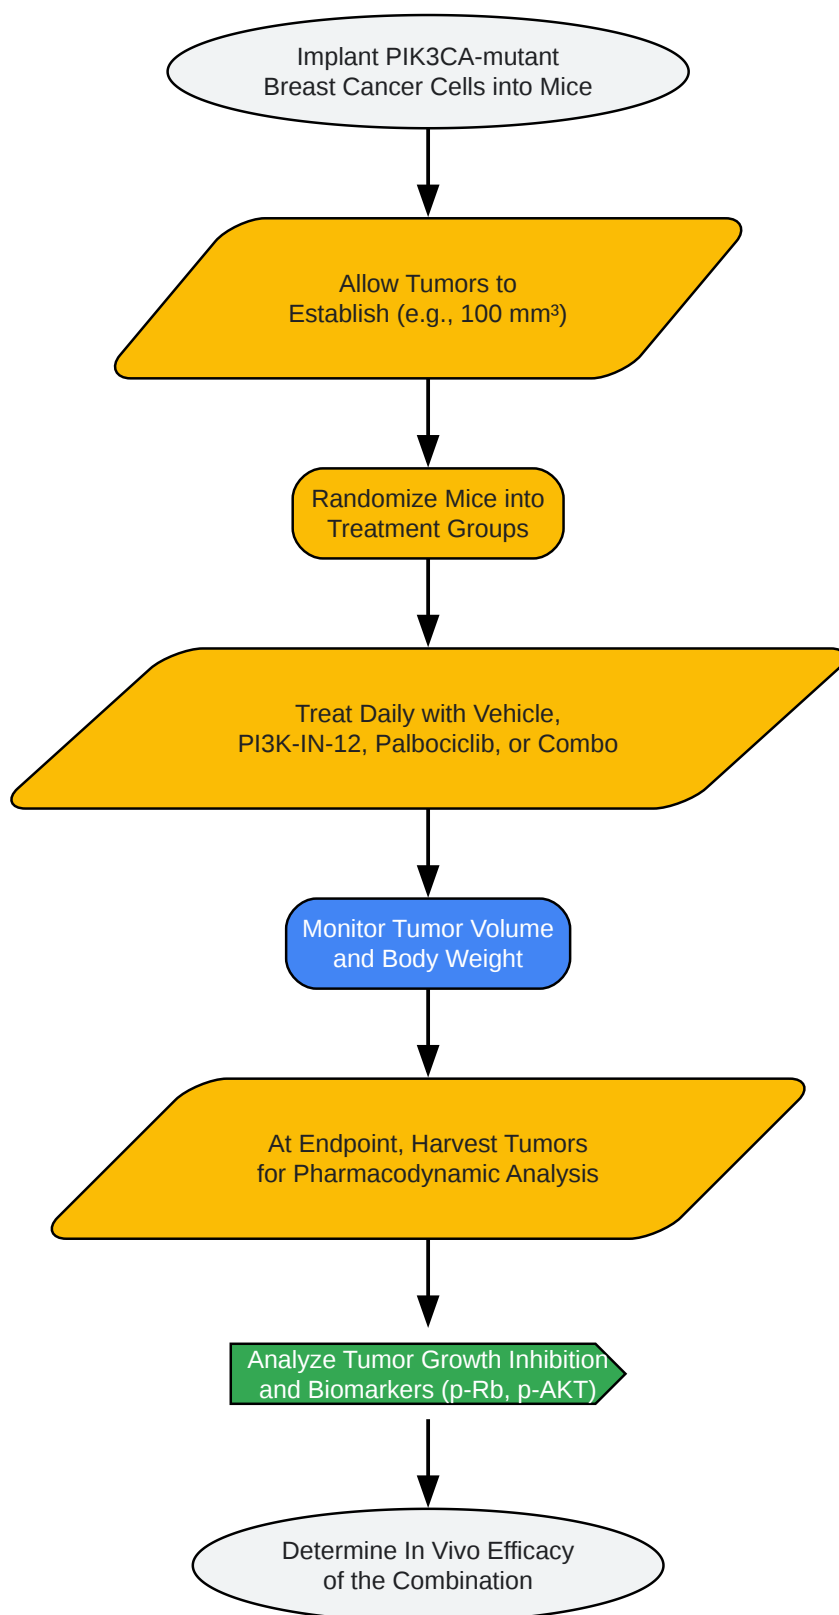 Implant PIK3CA-mutant
Breast Cancer Cells into Mice
Allow Tumors to
Establish (e.g., 100 mm³)
Randomize Mice into
Treatment Groups
Treat Daily with Vehicle,
PI3K-IN-12, Palbociclib, or Combo
Monitor Tumor Volume
and Body Weight
At Endpoint, Harvest Tumors
for Pharmacodynamic Analysis
Analyze Tumor Growth Inhibition
and Biomarkers (p-Rb, p-AKT)
Determine In Vivo Efficacy
of the Combination